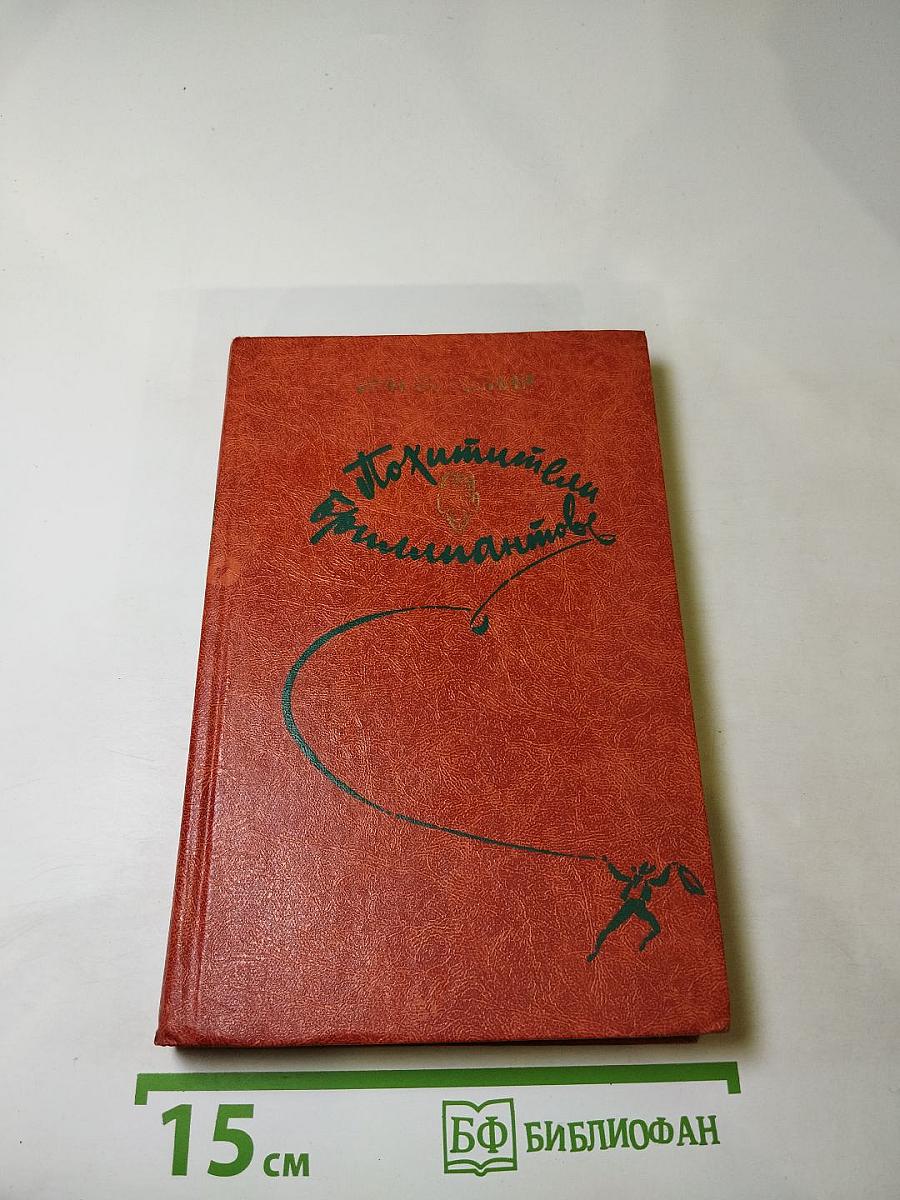 Похитители
бриллиантов
15 см
БФ БИБЛИОФАН